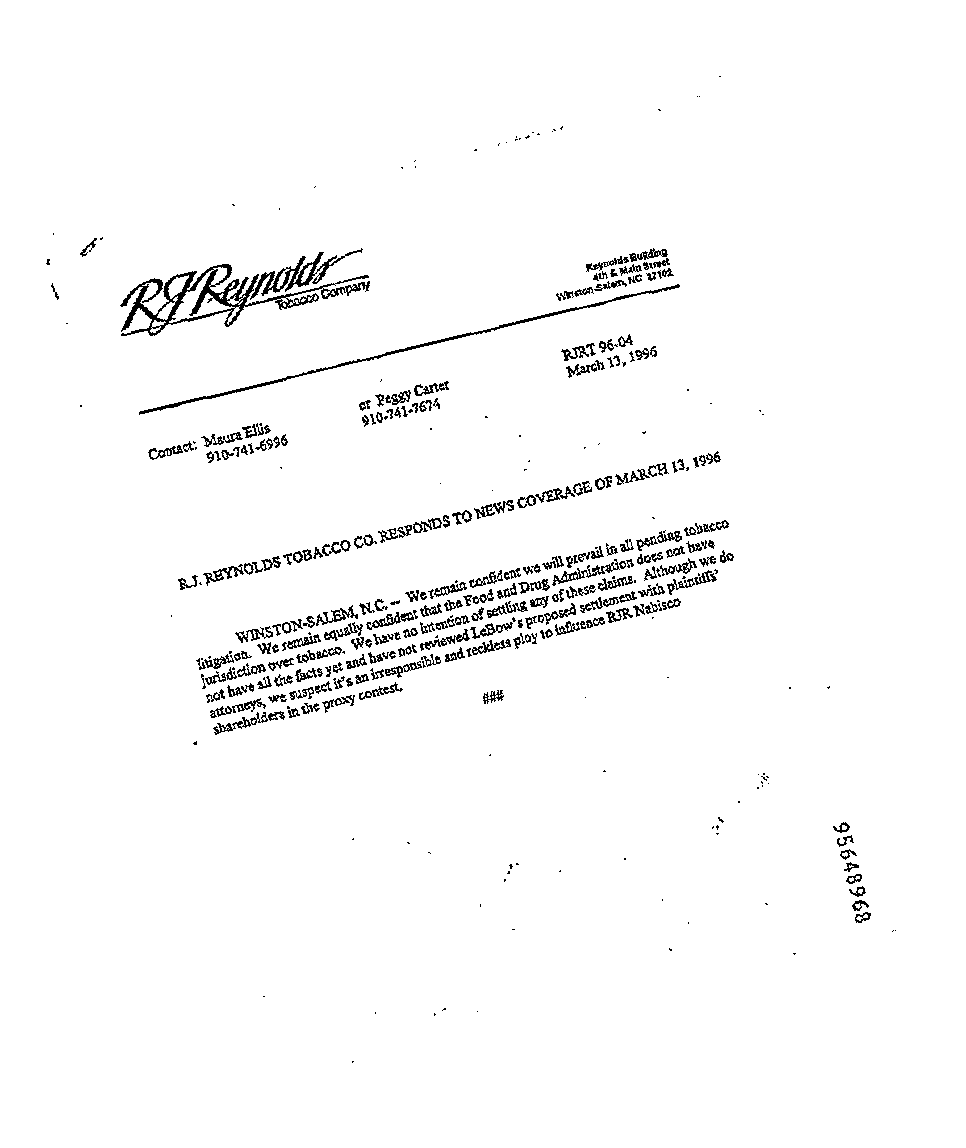 RJReynolds
Tobacco Company
Reynolds Building
4th & Main Street
Winston-Salem, NC 27102
RJRT 96-04
March 13, 1996
Contact: Maura Ellis
910-741-6996
or Peggy Carter
910-741-7674
R.J. REYNOLDS TOBACCO CO. RESPONDS TO NEWS COVERAGE OF MARCH 13, 1996
WINSTON-SALEM, N.C. -- We remain confident we will prevail in all pending tobacco
litigation. We remain equally confident that the Food and Drug Administration does not have
jurisdiction over tobacco. We have no intention of settling any of these claims. Although we do
not have all the facts yet and have not reviewed LeBow's proposed settlement with plaintiffs'
attorneys, we suspect it's an irresponsible and reckless ploy to influence RJR Nabisco
shareholders in the proxy contest.
###
95648968